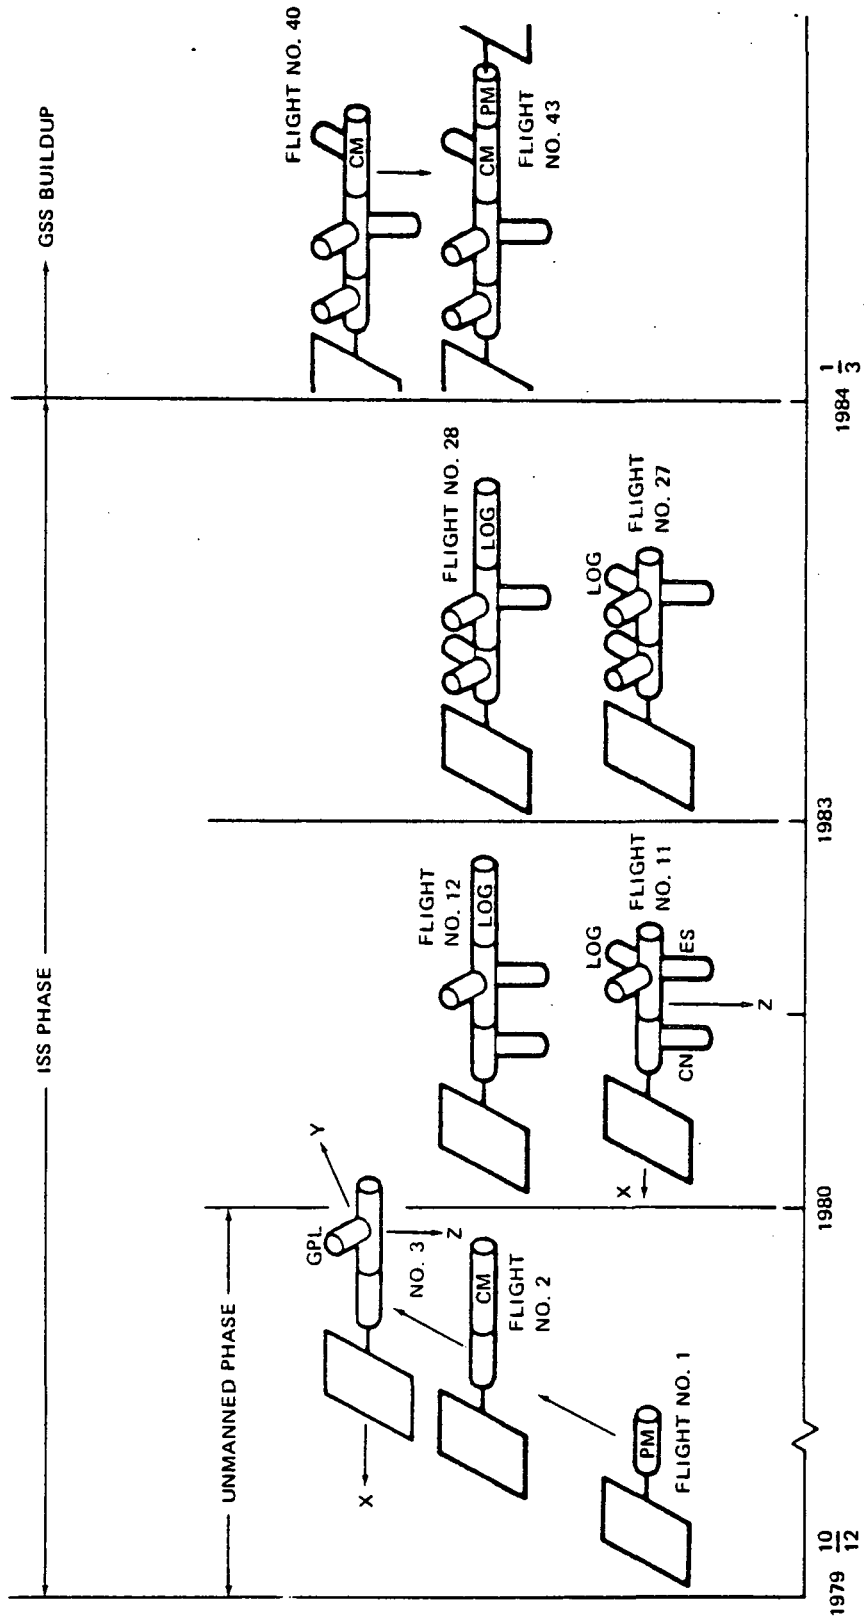 ISS PHASE
GSS BUILDUP
UNMANNED PHASE
FLIGHT NO. 40
CM
GPL
Y
X
Z
NO. 3
CM
FLIGHT
NO. 2
PM
FLIGHT NO. 1
FLIGHT
NO. 12
LOG
LOG
FLIGHT
NO. 11
ES
CN
X
Z
FLIGHT NO. 28
LOG
LOG
FLIGHT
NO. 27
CM
PM
FLIGHT
NO. 43
1979 10/12
1980
1983
1984 1/3